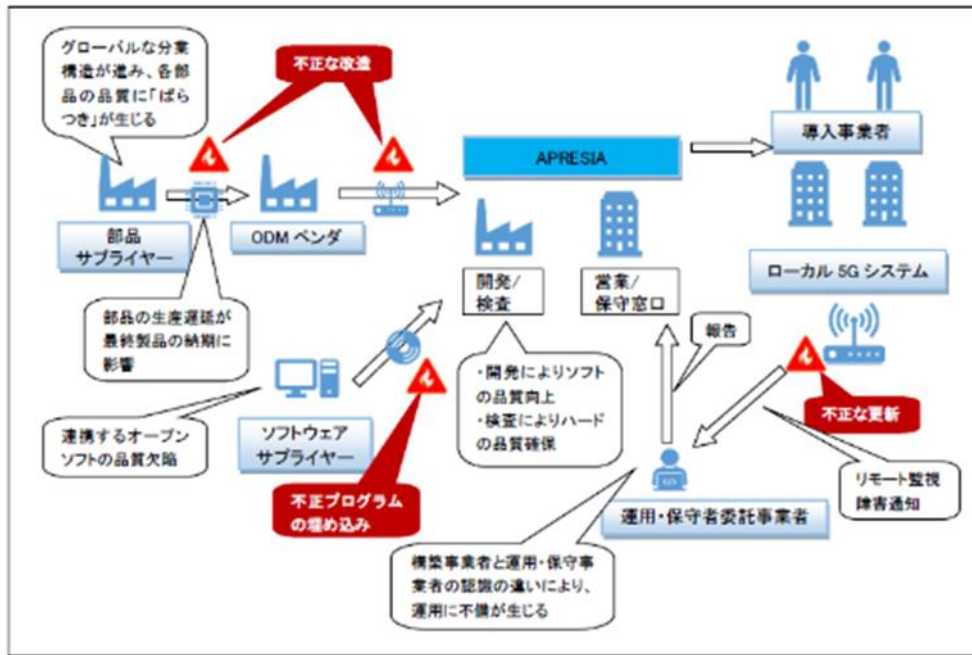 グローバルな分業
構造が進み、各部
品の品質に「ばら
つき」が生じる
不正な改造
APRESIA
導入事業者
部品
サプライヤー
ODM ベンダ
開発/
検査
営業/
保守窓口
ローカル 5G システム
部品の生産遅延が
最終製品の納期に
影響
報告
・開発によりソフト
の品質向上
・検査によりハード
の品質確保
不正な更新
連携するオープン
ソフトの品質欠陥
ソフトウェア
サプライヤー
不正プログラム
の埋め込み
リモート監視
障害通知
運用・保守者委託事業者
構築事業者と運用・保守事
業者の認識の違いにより、
運用に不備が生じる